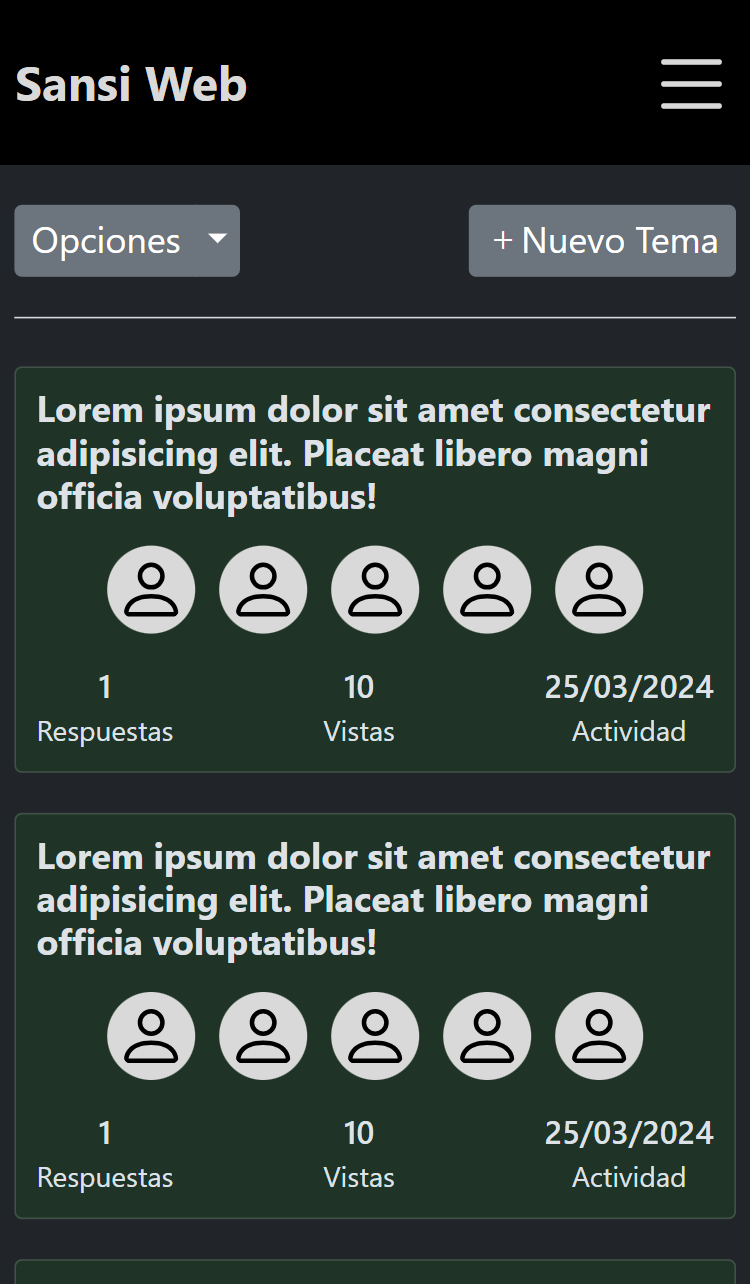 Sansi Web
Opciones
+ Nuevo Tema
Lorem ipsum dolor sit amet consectetur
adipisicing elit. Placeat libero magni
officia voluptatibus!
1 10 25/03/2024
Respuestas Vistas Actividad
Lorem ipsum dolor sit amet consectetur
adipisicing elit. Placeat libero magni
officia voluptatibus!
1 10 25/03/2024
Respuestas Vistas Actividad